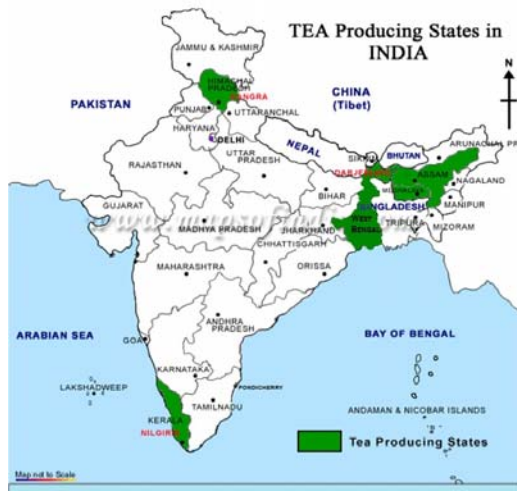 TEA Producing States in
INDIA
JAMMU & KASHMIR
HIMACHAL
PRADESH
KANGRA
PUNJAB
UTTARANCHAL
HARYANA
DELHI
CHINA
(Tibet)
PAKISTAN
NEPAL
RAJASTHAN
UTTAR
PRADESH
SIKKIM
BHUTAN
ARUNACHAL PR
DARJEELING
ASSAM
NAGALAND
MEGHALAYA
BIHAR
BANGLADESH
MANIPUR
GUJARAT
TRIPURA
MIZORAM
JHARKHAND
WEST
BENGAL
MADHYA PRADESH
CHHATTISGARH
MAHARASHTRA
ORISSA
ANDHRA
PRADESH
ARABIAN SEA
GOA
BAY OF BENGAL
KARNATAKA
LAKSHADWEEP
PONDICHERRY
TAMILNADU
KERALA
NILGIRIS
ANDAMAN & NICOBAR ISLANDS
Tea Producing States
Map not to Scale